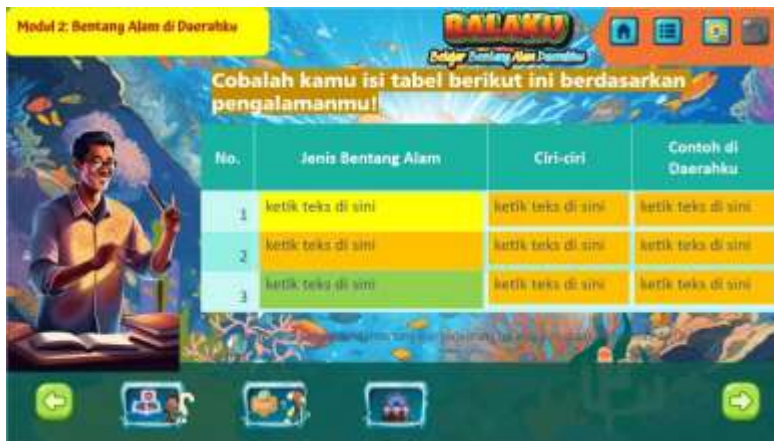 Modul 2: Bentang Alam di Daerahku
BALAKU
Belajar Bentang Alam Daerahku
Cobalah kamu isi tabel berikut ini berdasarkan
pengalamanmu!
No. Jenis Bentang Alam Ciri-ciri Contoh di Daerahku
1 ketik teks di sini ketik teks di sini ketik teks di sini
2 ketik teks di sini ketik teks di sini ketik teks di sini
3 ketik teks di sini ketik teks di sini ketik teks di sini